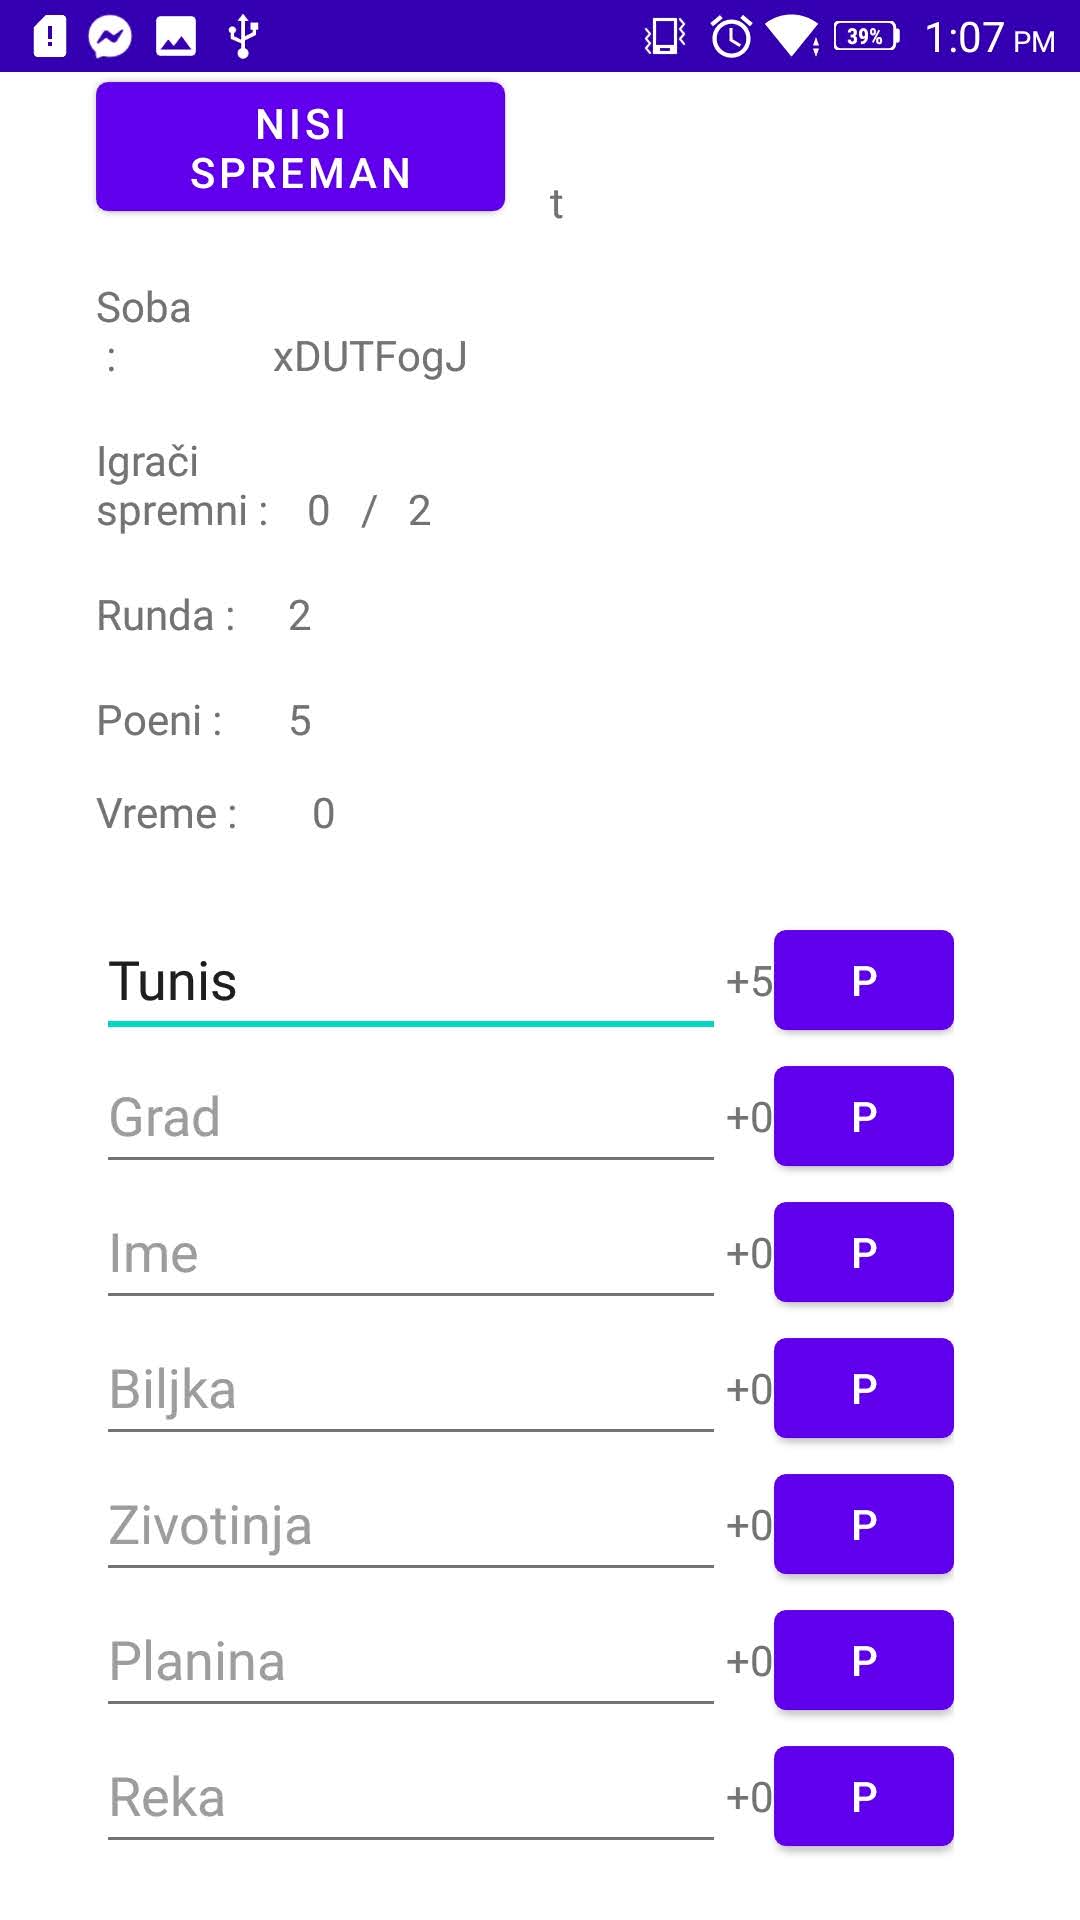 39% 1:07 PM
NISI
SPREMAN
t
Soba
: xDUTFogJ
Igrači
spremni : 0 / 2
Runda : 2
Poeni : 5
Vreme : 0
Tunis +5 P
Grad +0 P
Ime +0 P
Biljka +0 P
Zivotinja +0 P
Planina +0 P
Reka +0 P